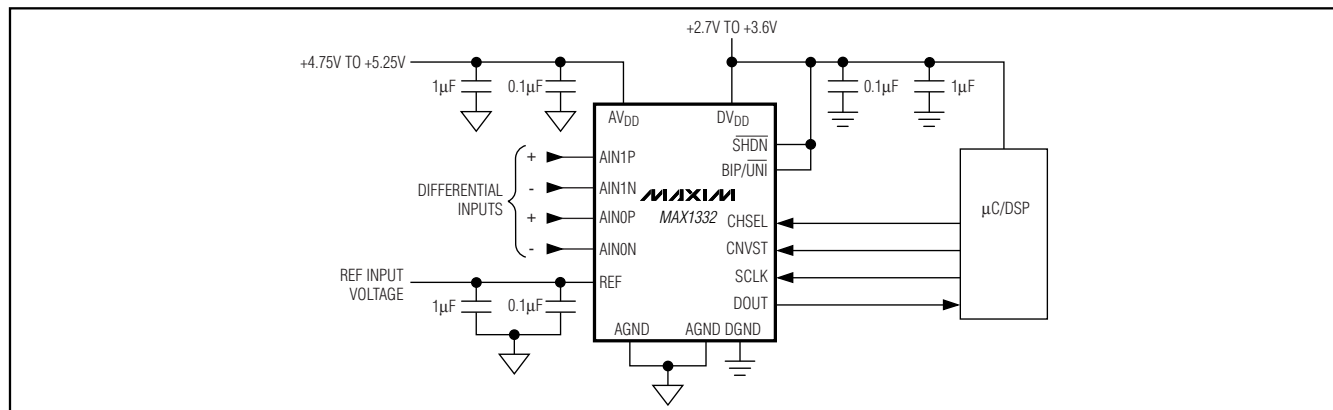 +2.7V TO +3.6V
+4.75V TO +5.25V
1µF
0.1µF
0.1µF
1µF
AVDD
DVDD
SHDN
BIP/UNI
AIN1P
AIN1N
AIN0P
AIN0N
+
-
+
-
DIFFERENTIAL
INPUTS
MAXIM
MAX1332
CHSEL
CNVST
SCLK
DOUT
µC/DSP
REF INPUT
VOLTAGE
REF
1µF
0.1µF
AGND
AGND
DGND